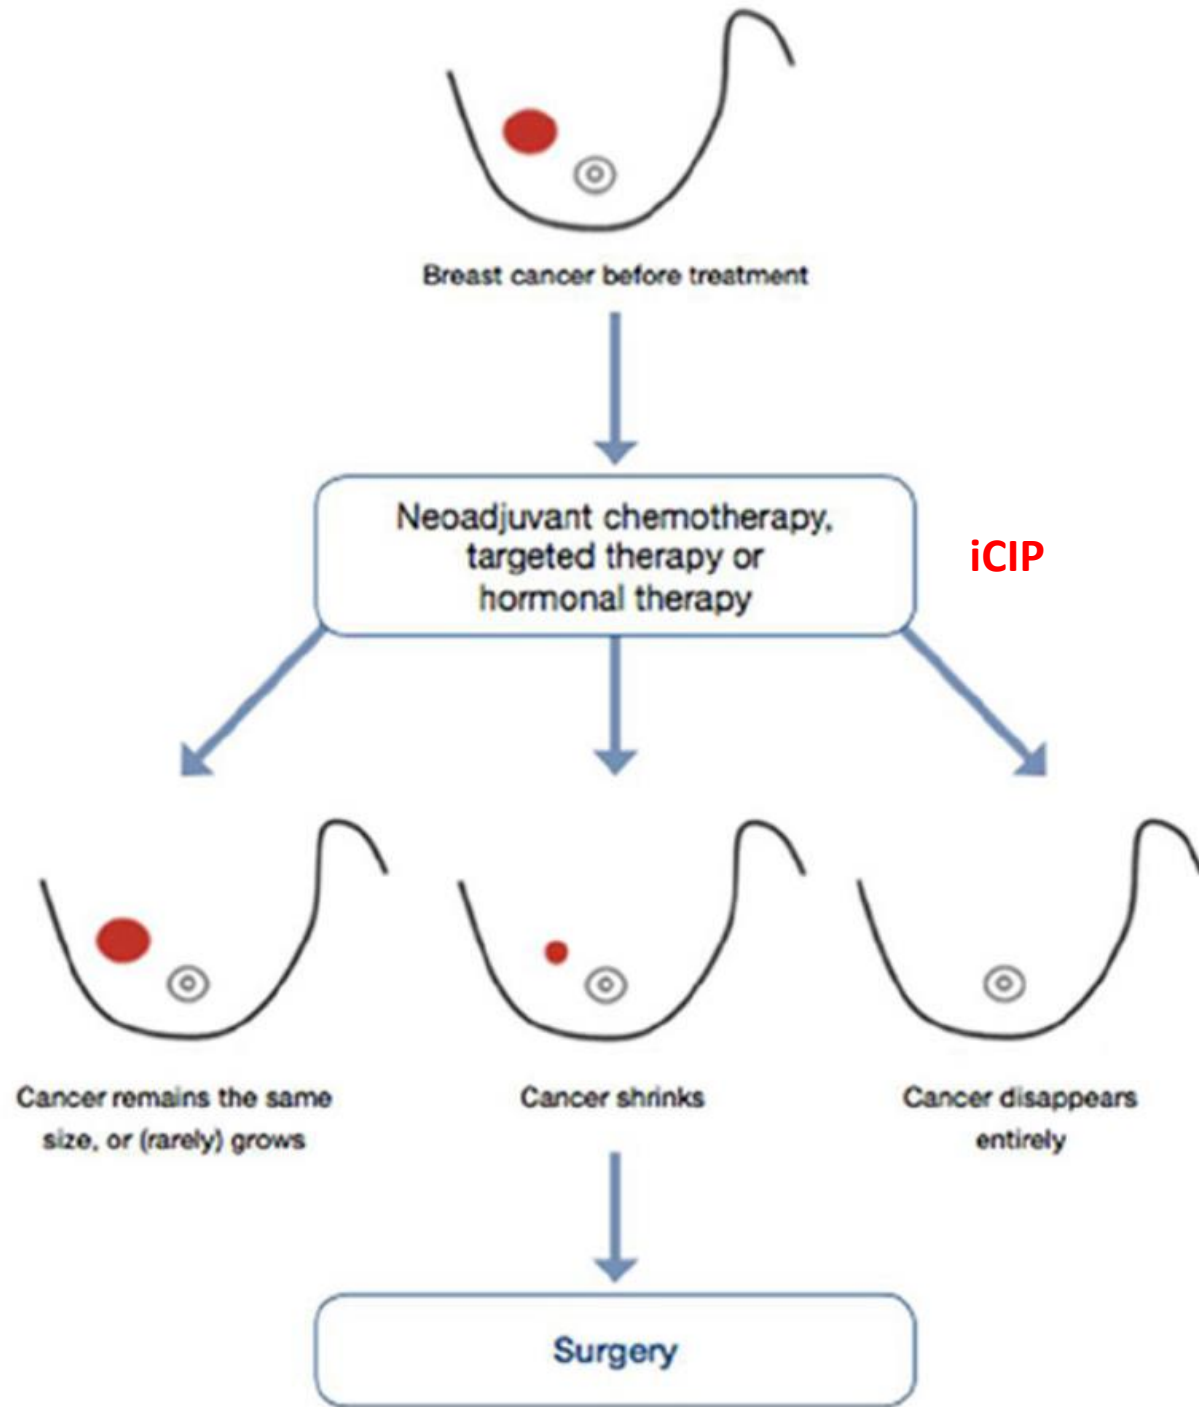 Breast cancer before treatment
Neoadjuvant chemotherapy,
targeted therapy or
hormonal therapy
iCIP
Cancer remains the same
size, or (rarely) grows
Cancer shrinks
Cancer disappears
entirely
Surgery